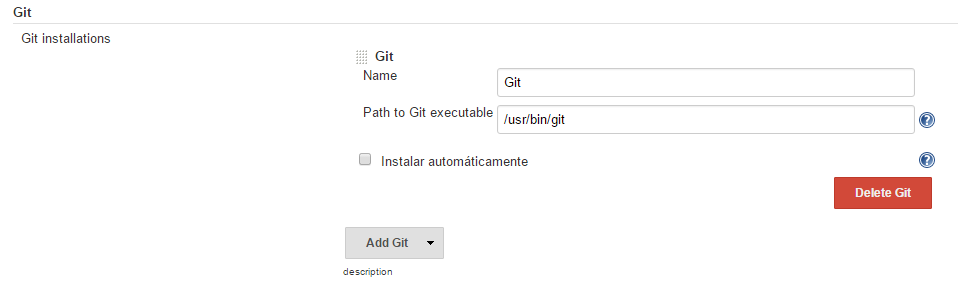 Git
Git installations
Git
Name
Git
Path to Git executable
/usr/bin/git
?
Instalar automáticamente
?
Delete Git
Add Git
description